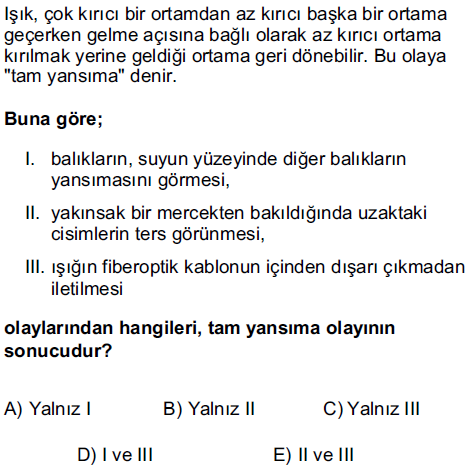 Işık, çok kırıcı bir ortamdan az kırıcı başka bir ortama
geçerken gelme açısına bağlı olarak az kırıcı ortama
kırılmak yerine geldiği ortama geri dönebilir. Bu olaya
"tam yansıma" denir.
Buna göre;
I. balıkların, suyun yüzeyinde diğer balıkların
yansımasını görmesi,
II. yakınsak bir mercekten bakıldığında uzaktaki
cisimlerin ters görünmesi,
III. ışığın fiberoptik kablonun içinden dışarı çıkmadan
iletilmesi
olaylarından hangileri, tam yansıma olayının
sonucudur?
A) Yalnız I B) Yalnız II C) Yalnız III
D) I ve III E) II ve III